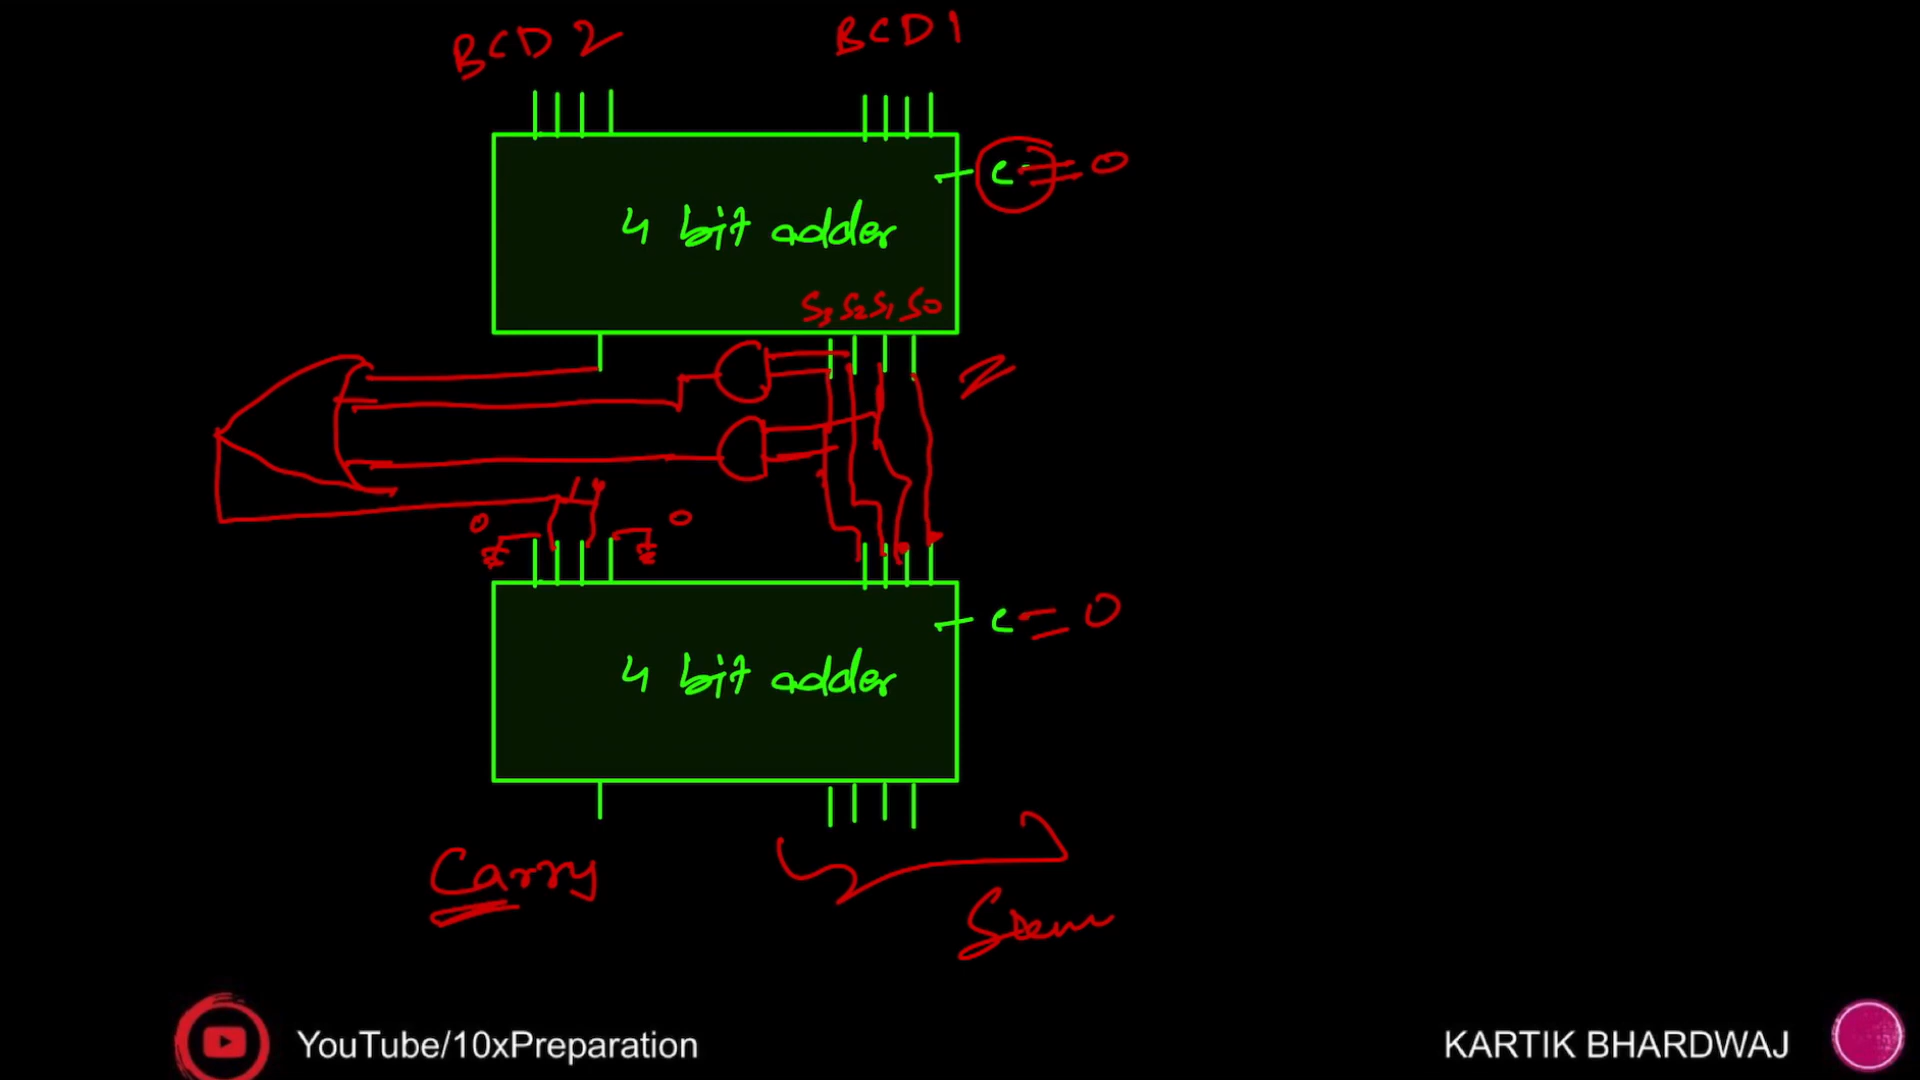 BCD 2 BCD 1
C = 0
4 bit adder
S3 S2 S1 S0
0 0
C = 0
4 bit adder
Carry
Sum
YouTube/10xPreparation KARTIK BHARDWAJ